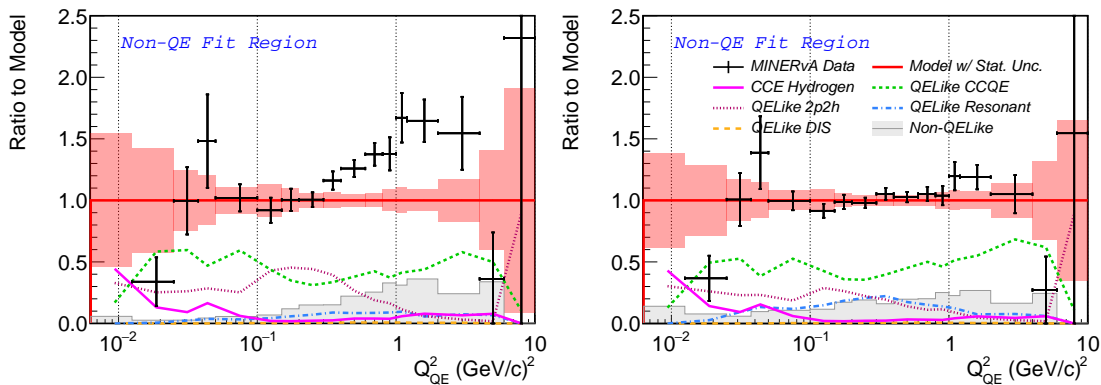 Ratio to Model
2.5
2.0
1.5
1.0
0.5
0.0
Non-QE Fit Region
10⁻²
10⁻¹
1
10
Q²_QE (GeV/c)²
Ratio to Model
2.5
2.0
1.5
1.0
0.5
0.0
Non-QE Fit Region
MINERvA Data
Model w/ Stat. Unc.
CCE Hydrogen
QELike CCQE
QELike 2p2h
QELike Resonant
QELike DIS
Non-QELike
10⁻²
10⁻¹
1
10
Q²_QE (GeV/c)²